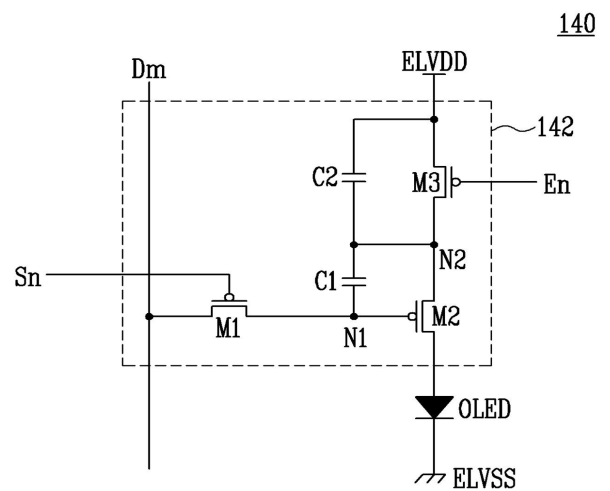 140
Dm
ELVDD
142
C2
M3
En
N2
Sn
C1
M2
M1
N1
OLED
ELVSS